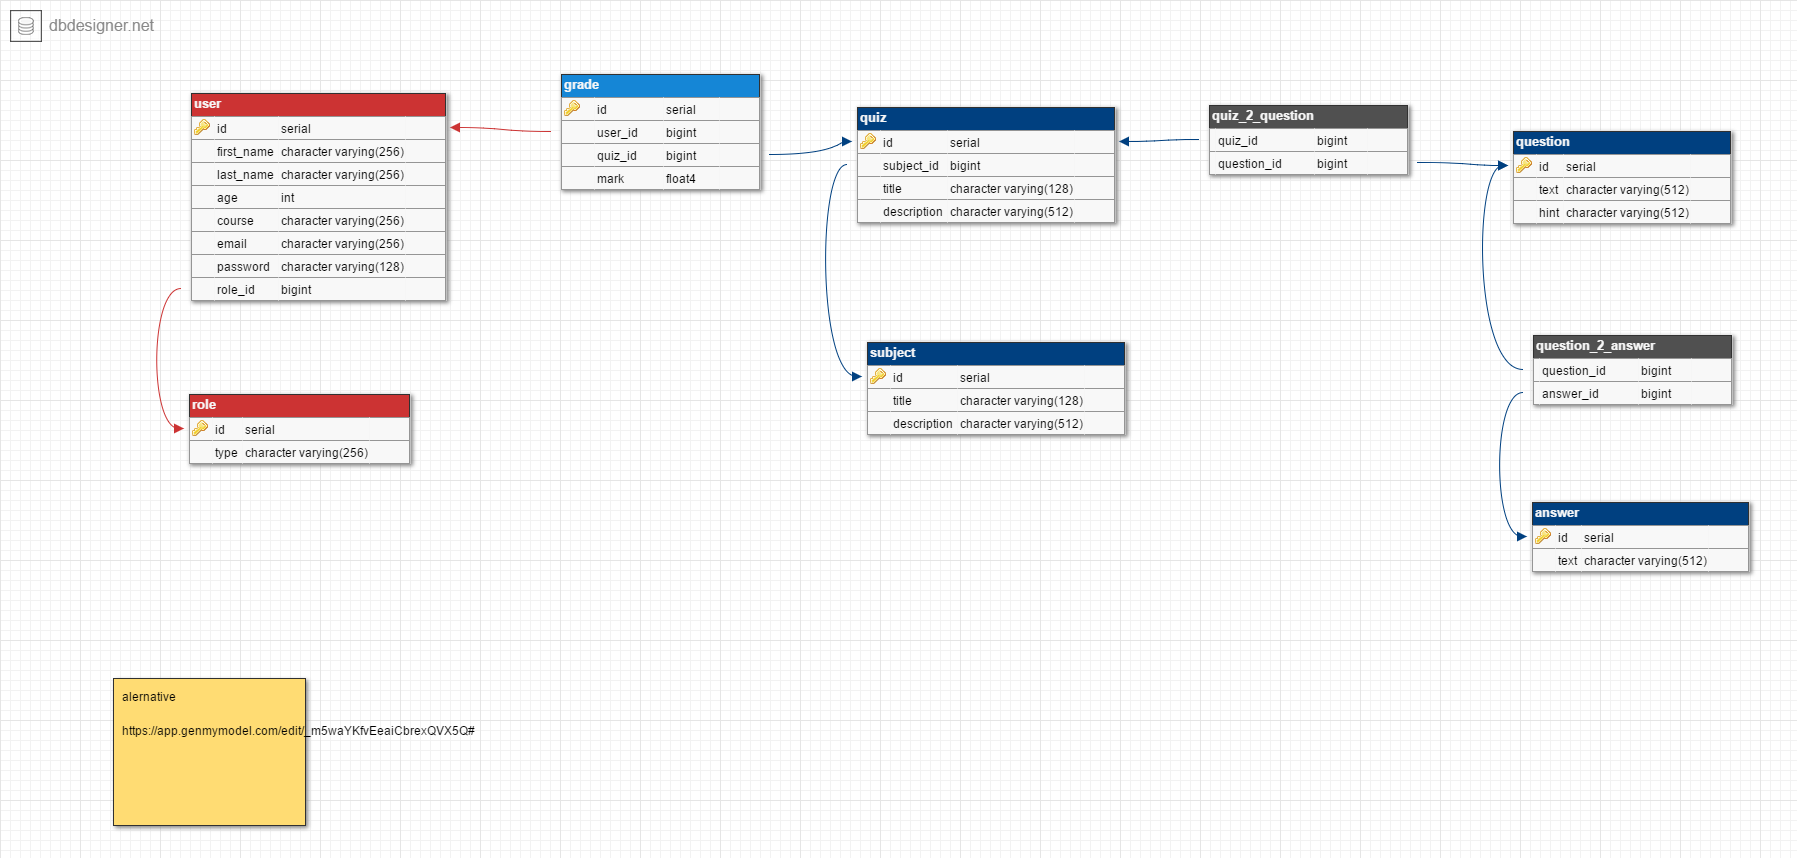 dbdesigner.net
user
id serial
first_name character varying(256)
last_name character varying(256)
age int
course character varying(256)
email character varying(256)
password character varying(128)
role_id bigint
role
id serial
type character varying(256)
grade
id serial
user_id bigint
quiz_id bigint
mark float4
quiz
id serial
subject_id bigint
title character varying(128)
description character varying(512)
subject
id serial
title character varying(128)
description character varying(512)
quiz_2_question
quiz_id bigint
question_id bigint
question
id serial
text character varying(512)
hint character varying(512)
question_2_answer
question_id bigint
answer_id bigint
answer
id serial
text character varying(512)
alernative
https://app.genmymodel.com/edit/_m5waYKfvEeaiCbrexQVX5Q#